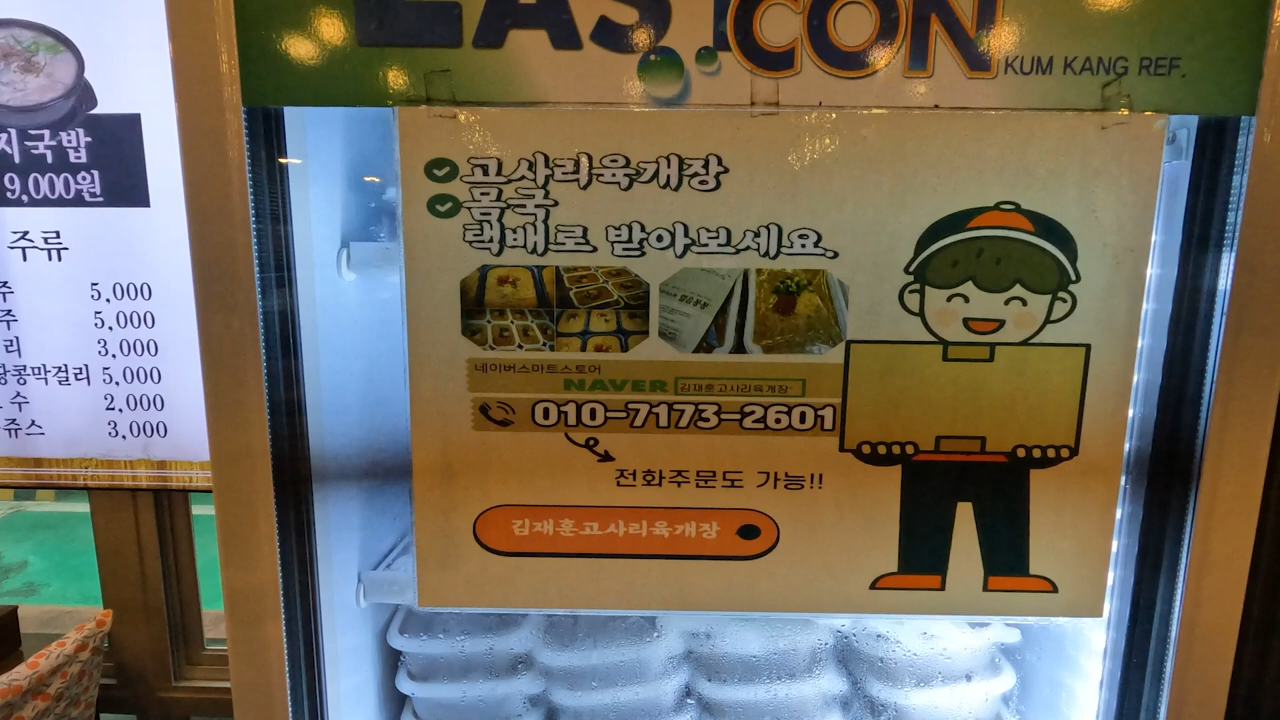 CON
KUM KANG REF.
지국밥
9,000원
주류
주 5,000
주 5,000
리 3,000
땅콩막걸리 5,000
수 2,000
쥬스 3,000
고사리육개장
몸국
택배로 받아보세요.
네이버스마트스토어
NAVER 김재훈고사리육개장
010-7173-2601
전화주문도 가능!!
김재훈고사리육개장